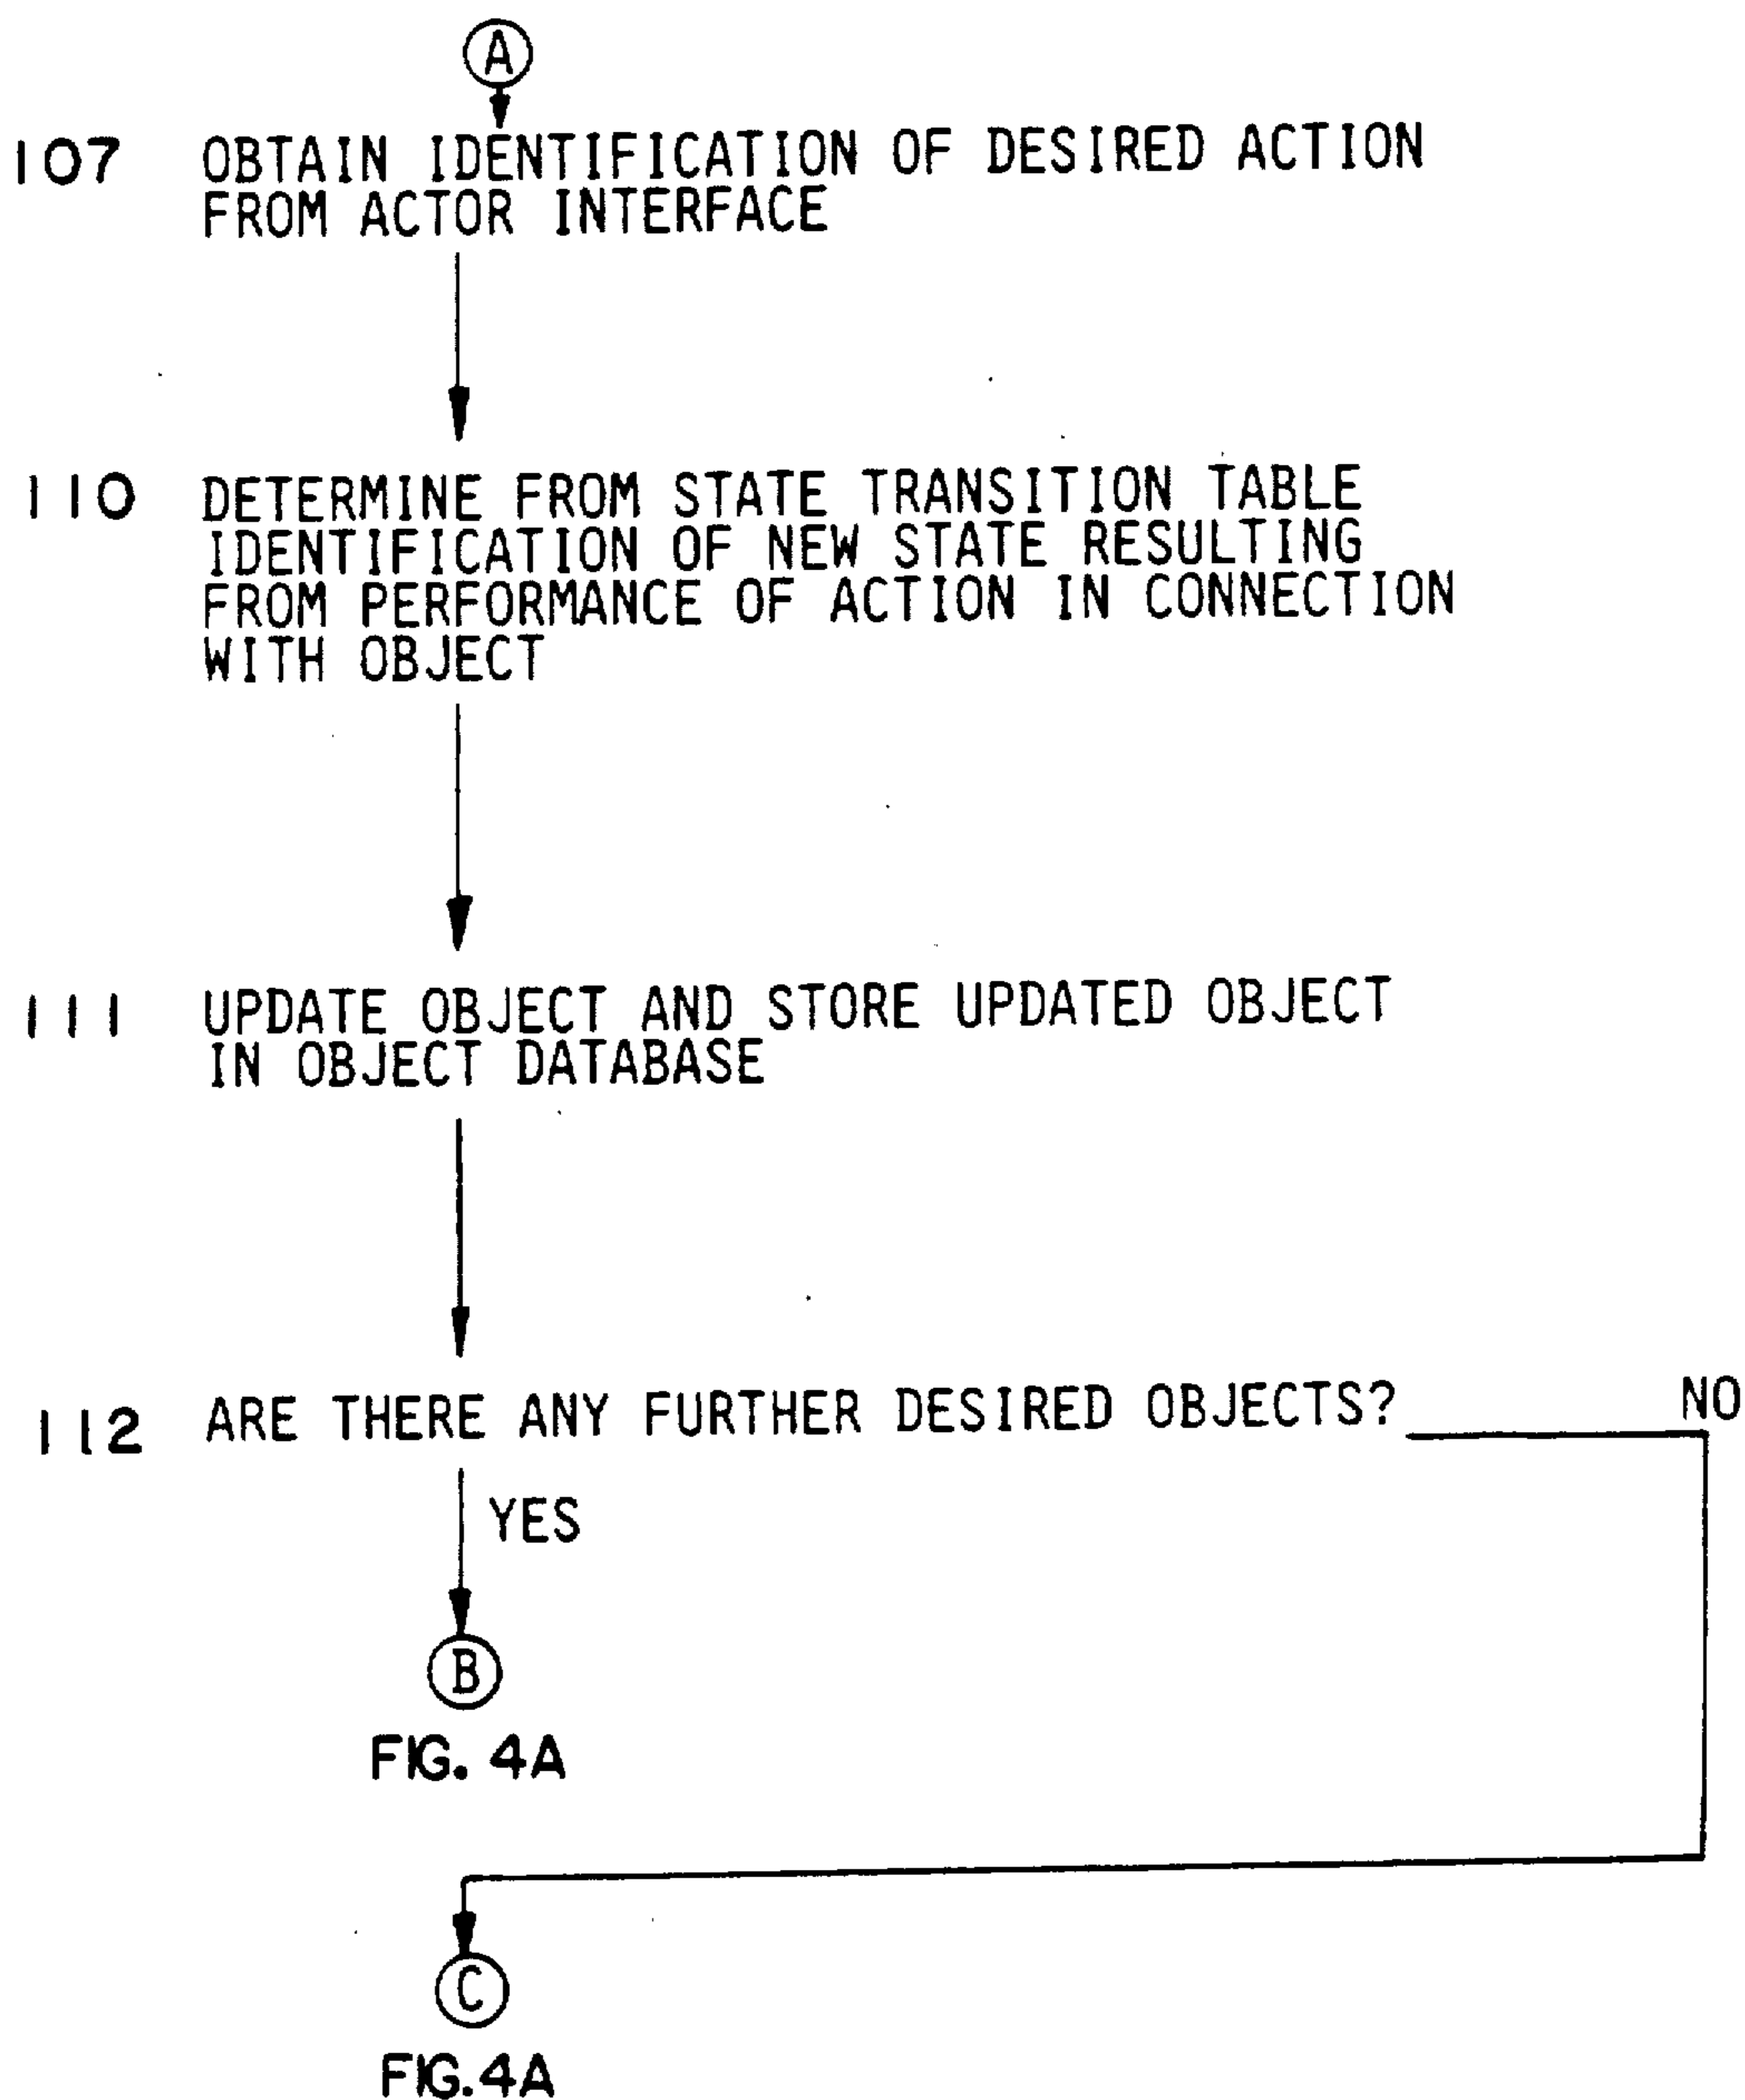 A
107 OBTAIN IDENTIFICATION OF DESIRED ACTION
FROM ACTOR INTERFACE
110 DETERMINE FROM STATE TRANSITION TABLE
IDENTIFICATION OF NEW STATE RESULTING
FROM PERFORMANCE OF ACTION IN CONNECTION
WITH OBJECT
111 UPDATE OBJECT AND STORE UPDATED OBJECT
IN OBJECT DATABASE
112 ARE THERE ANY FURTHER DESIRED OBJECTS? NO
YES
B
FIG. 4A
C
FIG.4A